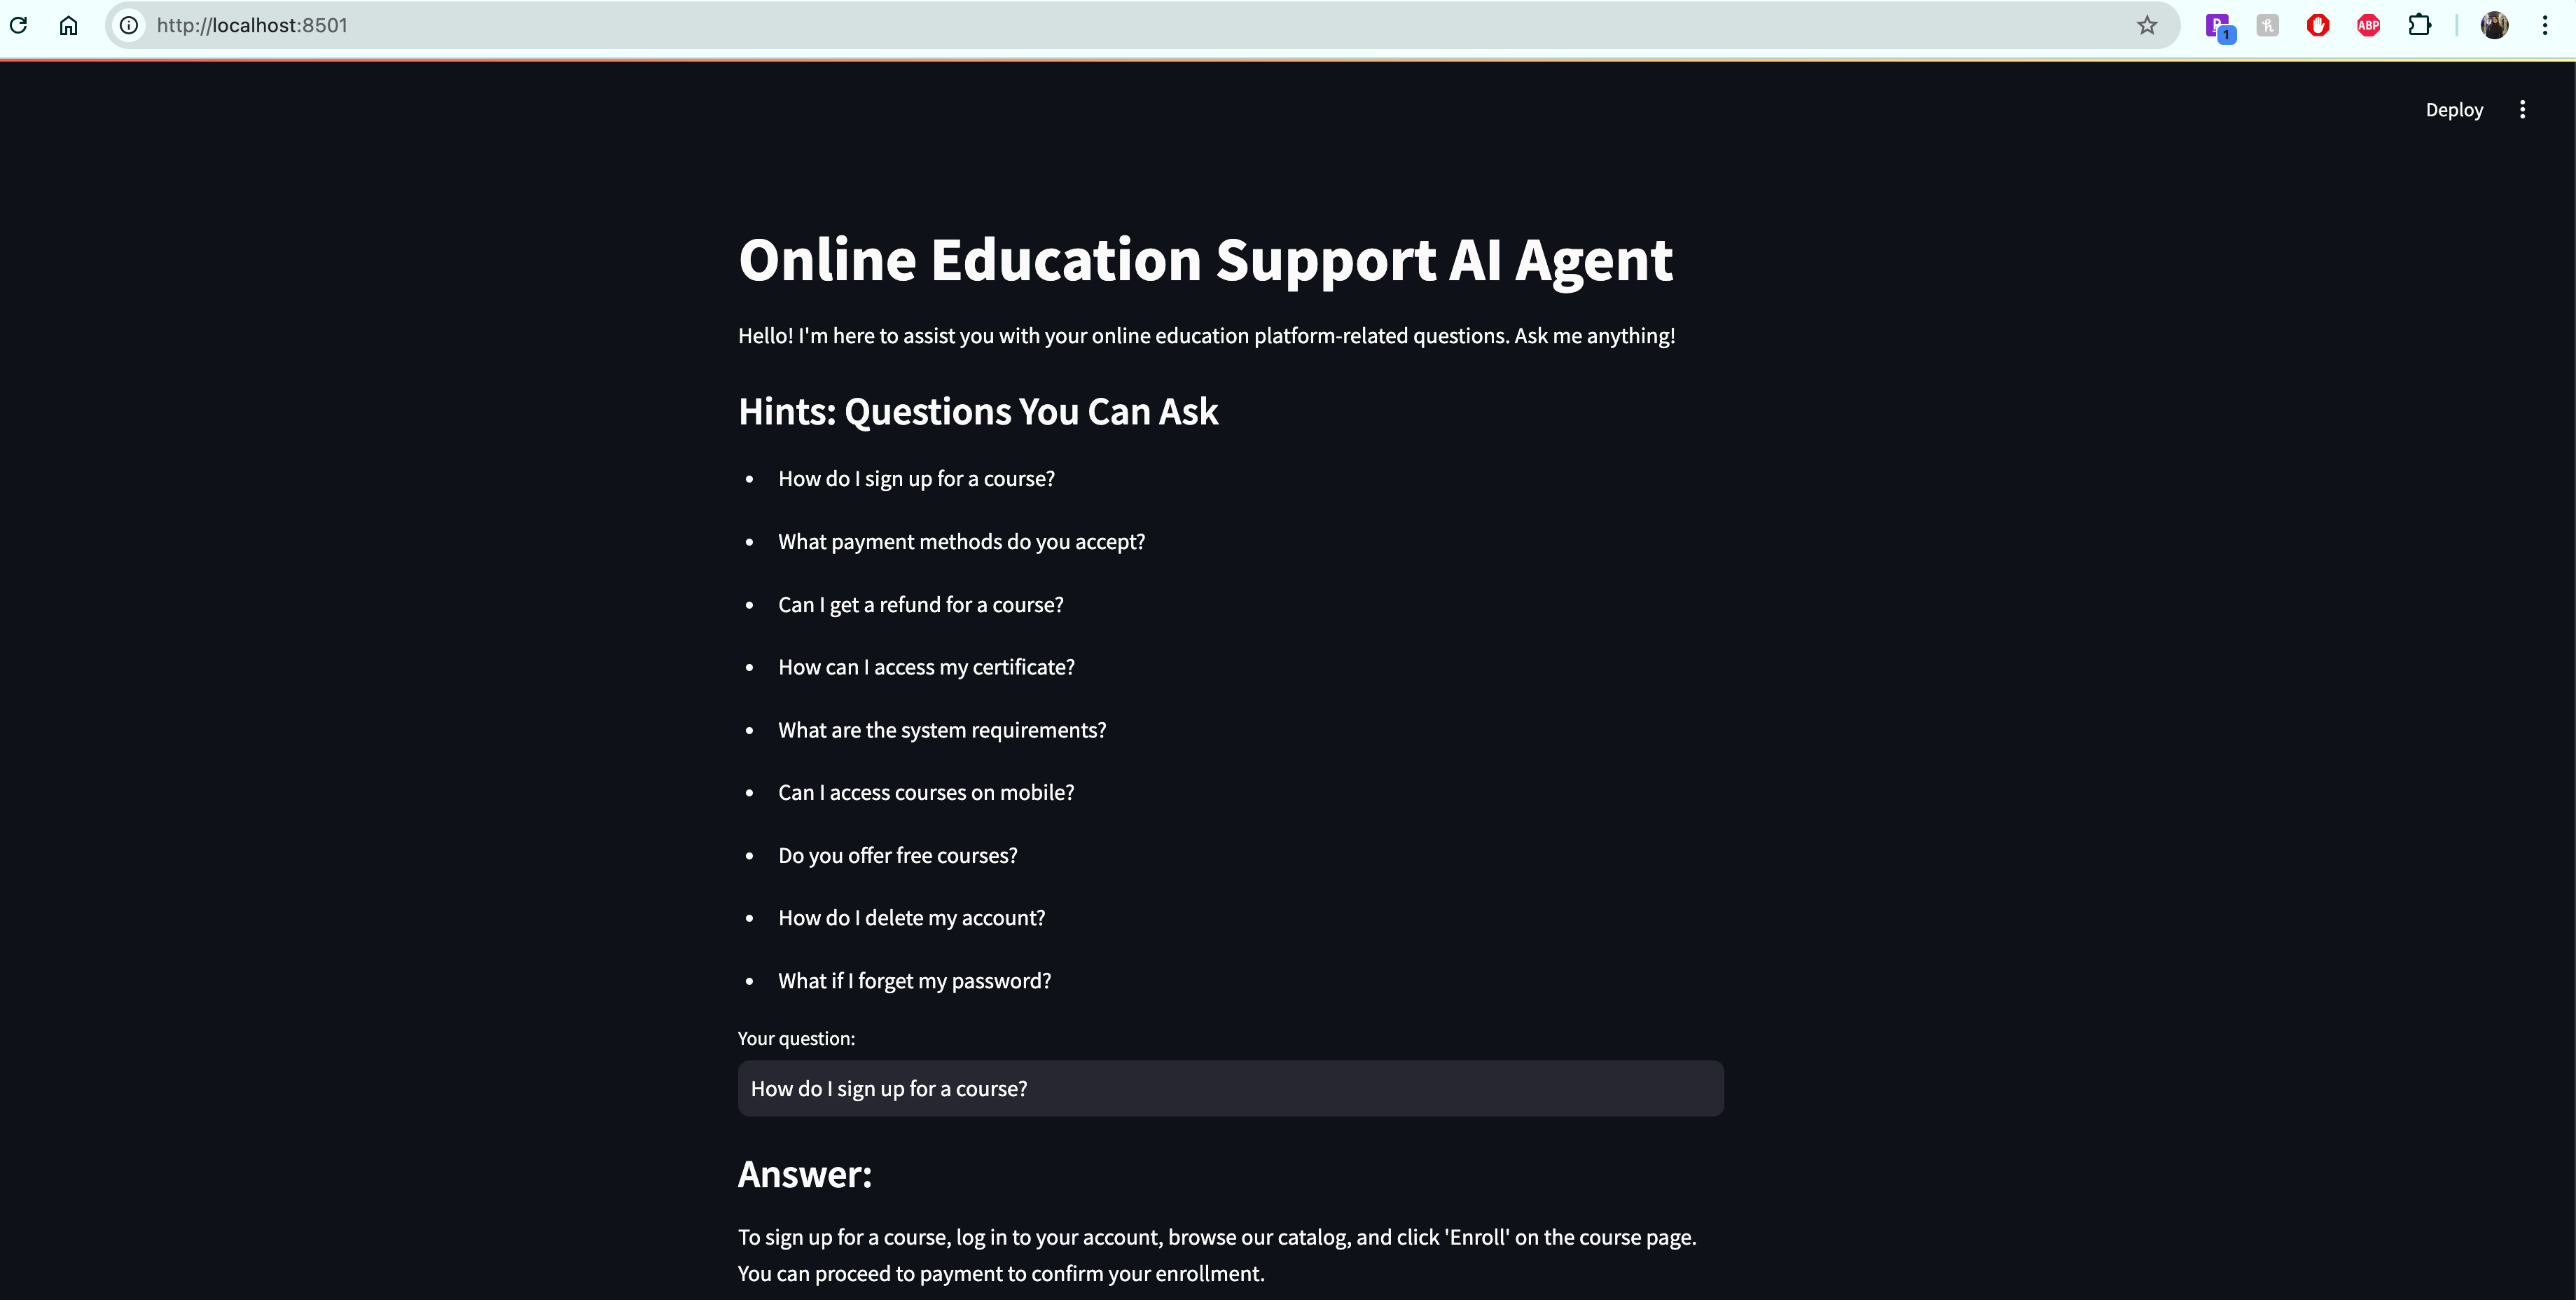 http://localhost:8501
1
ABP
Deploy
Online Education Support AI Agent
Hello! I'm here to assist you with your online education platform-related questions. Ask me anything!
Hints: Questions You Can Ask
• How do I sign up for a course?
• What payment methods do you accept?
• Can I get a refund for a course?
• How can I access my certificate?
• What are the system requirements?
• Can I access courses on mobile?
• Do you offer free courses?
• How do I delete my account?
• What if I forget my password?
Your question:
How do I sign up for a course?
Answer:
To sign up for a course, log in to your account, browse our catalog, and click 'Enroll' on the course page.
You can proceed to payment to confirm your enrollment.